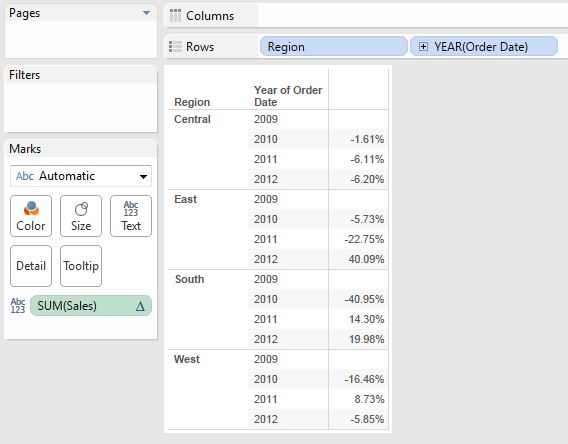 Pages
Columns
Rows Region YEAR(Order Date)
Filters
Marks
Abc Automatic
Color Size Abc 123 Text
Detail Tooltip
Abc 123 SUM(Sales) Δ
Region Year of Order Date
Central 2009
2010 -1.61%
2011 -6.11%
2012 -6.20%
East 2009
2010 -5.73%
2011 -22.75%
2012 40.09%
South 2009
2010 -40.95%
2011 14.30%
2012 19.98%
West 2009
2010 -16.46%
2011 8.73%
2012 -5.85%